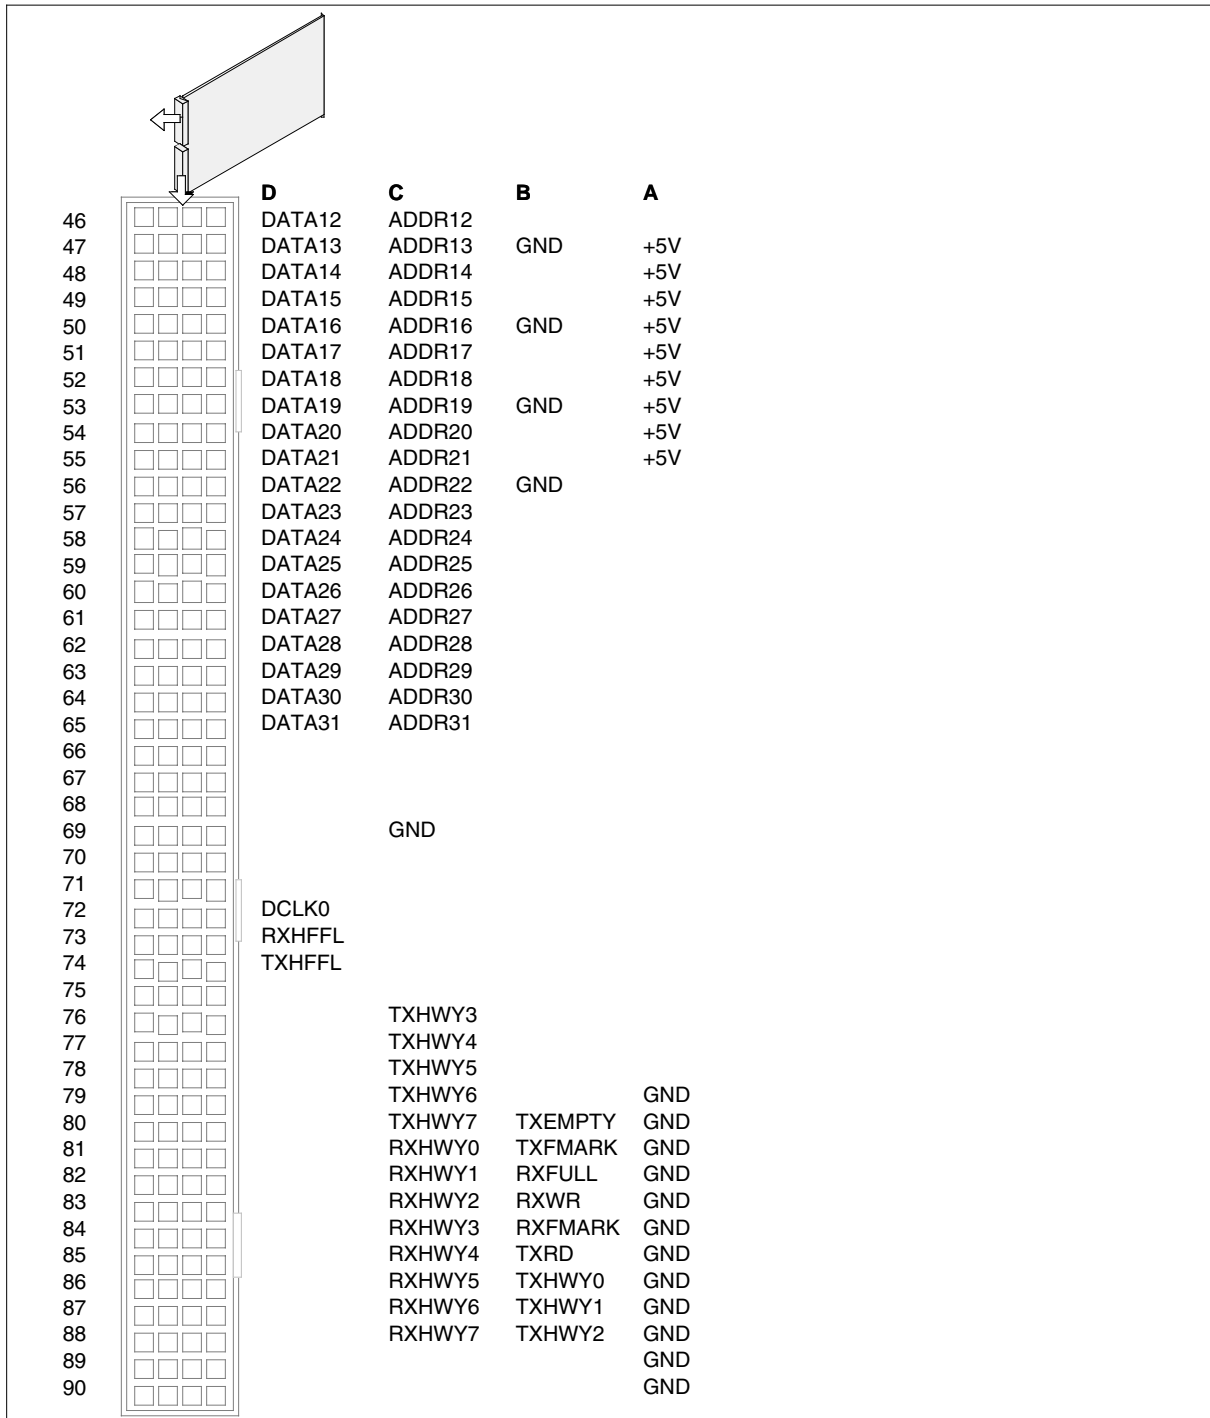 D C B A
46 DATA12 ADDR12
47 DATA13 ADDR13 GND +5V
48 DATA14 ADDR14 +5V
49 DATA15 ADDR15 +5V
50 DATA16 ADDR16 GND +5V
51 DATA17 ADDR17 +5V
52 DATA18 ADDR18 +5V
53 DATA19 ADDR19 GND +5V
54 DATA20 ADDR20 +5V
55 DATA21 ADDR21 +5V
56 DATA22 ADDR22 GND
57 DATA23 ADDR23
58 DATA24 ADDR24
59 DATA25 ADDR25
60 DATA26 ADDR26
61 DATA27 ADDR27
62 DATA28 ADDR28
63 DATA29 ADDR29
64 DATA30 ADDR30
65 DATA31 ADDR31
66
67
68
69 GND
70
71
72 DCLK0
73 RXHFFL
74 TXHFFL
75
76 TXHWY3
77 TXHWY4
78 TXHWY5
79 TXHWY6 GND
80 TXHWY7 TXEMPTY GND
81 RXHWY0 TXFMARK GND
82 RXHWY1 RXFULL GND
83 RXHWY2 RXWR GND
84 RXHWY3 RXFMARK GND
85 RXHWY4 TXRD GND
86 RXHWY5 TXHWY0 GND
87 RXHWY6 TXHWY1 GND
88 RXHWY7 TXHWY2 GND
89 GND
90 GND